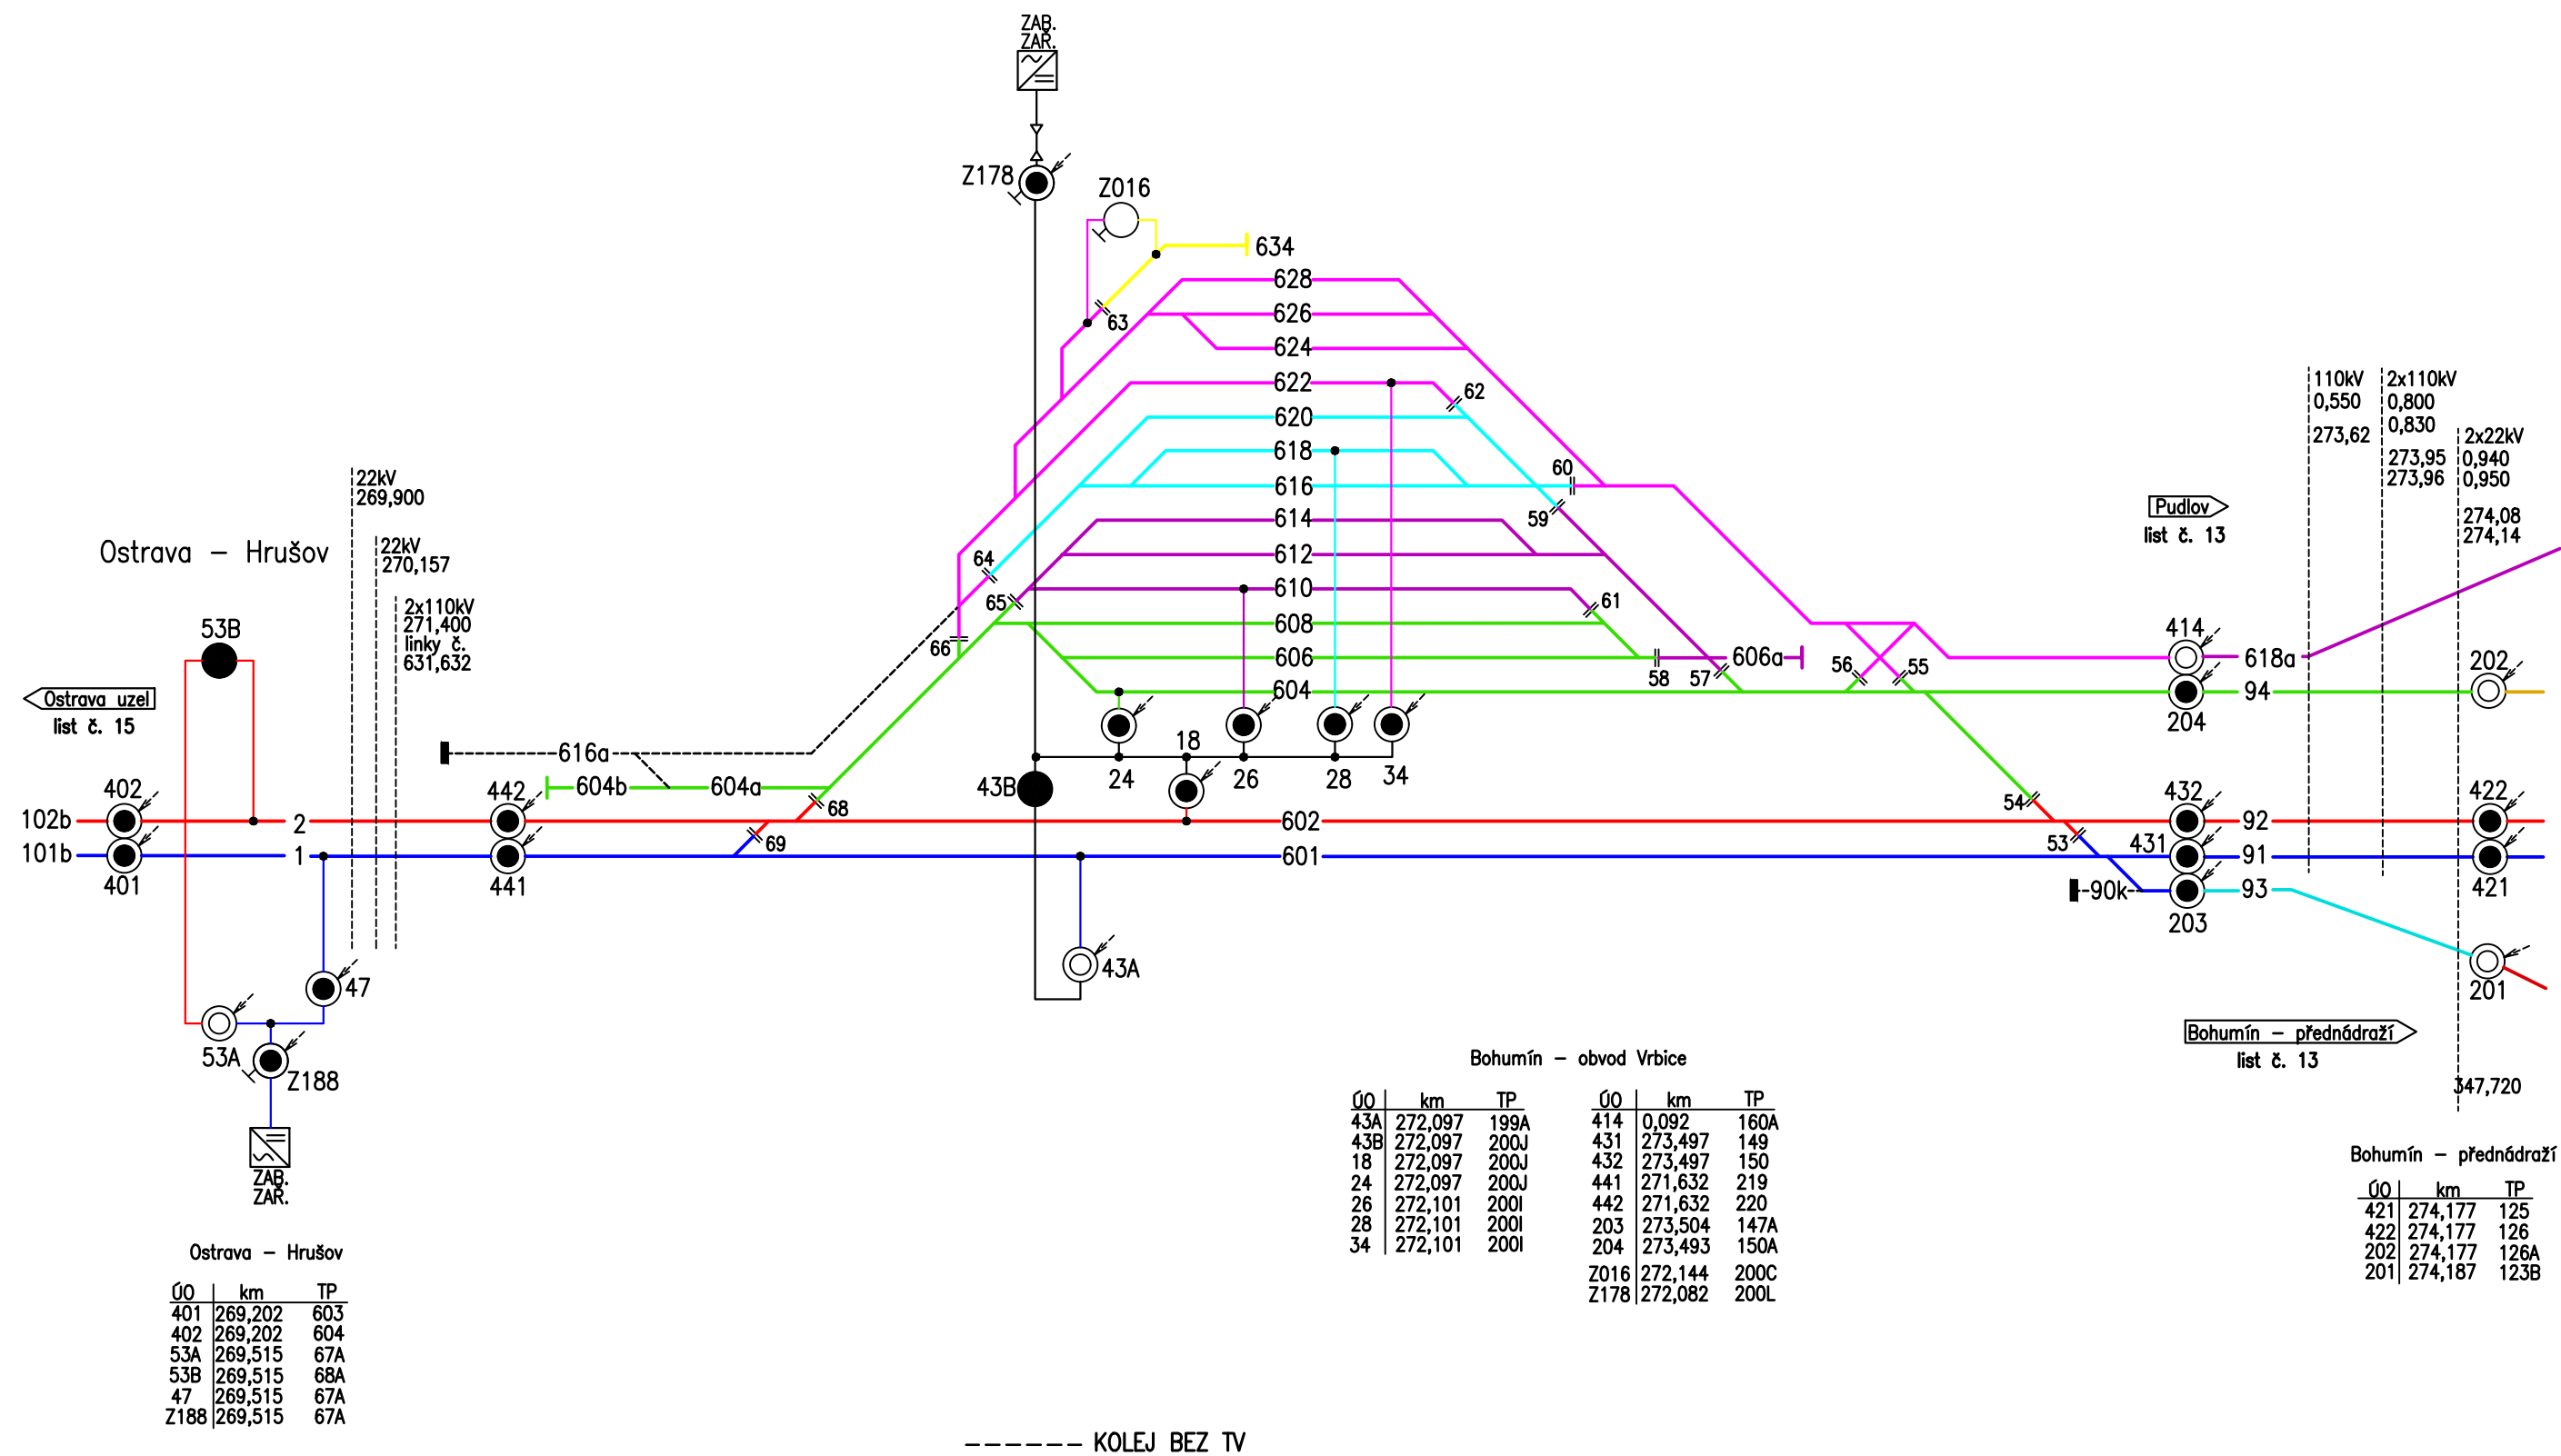 ZAB.
ZAŘ.
Z178
Z016
634
628
63
626
624
622
62
620
618
60
616
59
614
64
612
65
610
61
608
66
606
606a
58
57
604
56
55
110kV
0,550
273,62
2x110kV
0,800
0,830
273,95
273,96
2x22kV
0,940
0,950
274,08
274,14
Pudlov
list č. 13
22kV
269,900
22kV
270,157
2x110kV
271,400
linky č.
631,632
Ostrava – Hrušov
53B
Ostrava uzel
list č. 15
414
618a
202
94
204
616a
18
24
26
28
34
604b
604a
43B
402
442
68
54
432
422
102b
2
602
92
69
53
431
101b
1
601
91
401
441
90k
93
421
203
47
43A
201
53A
Z188
Bohumín – přednádraží
list č. 13
347,720
ZAB.
ZAŘ.
Bohumín – obvod Vrbice
ÚO km TP
43A 272,097 199A
43B 272,097 200J
18 272,097 200J
24 272,097 200J
26 272,101 200I
28 272,101 200I
34 272,101 200I
ÚO km TP
414 0,092 160A
431 273,497 149
432 273,497 150
441 271,632 219
442 271,632 220
203 273,504 147A
204 273,493 150A
Z016 272,144 200C
Z178 272,082 200L
Bohumín – přednádraží
ÚO km TP
421 274,177 125
422 274,177 126
202 274,177 126A
201 274,187 123B
Ostrava – Hrušov
ÚO km TP
401 269,202 603
402 269,202 604
53A 269,515 67A
53B 269,515 68A
47 269,515 67A
Z188 269,515 67A
KOLEJ BEZ TV